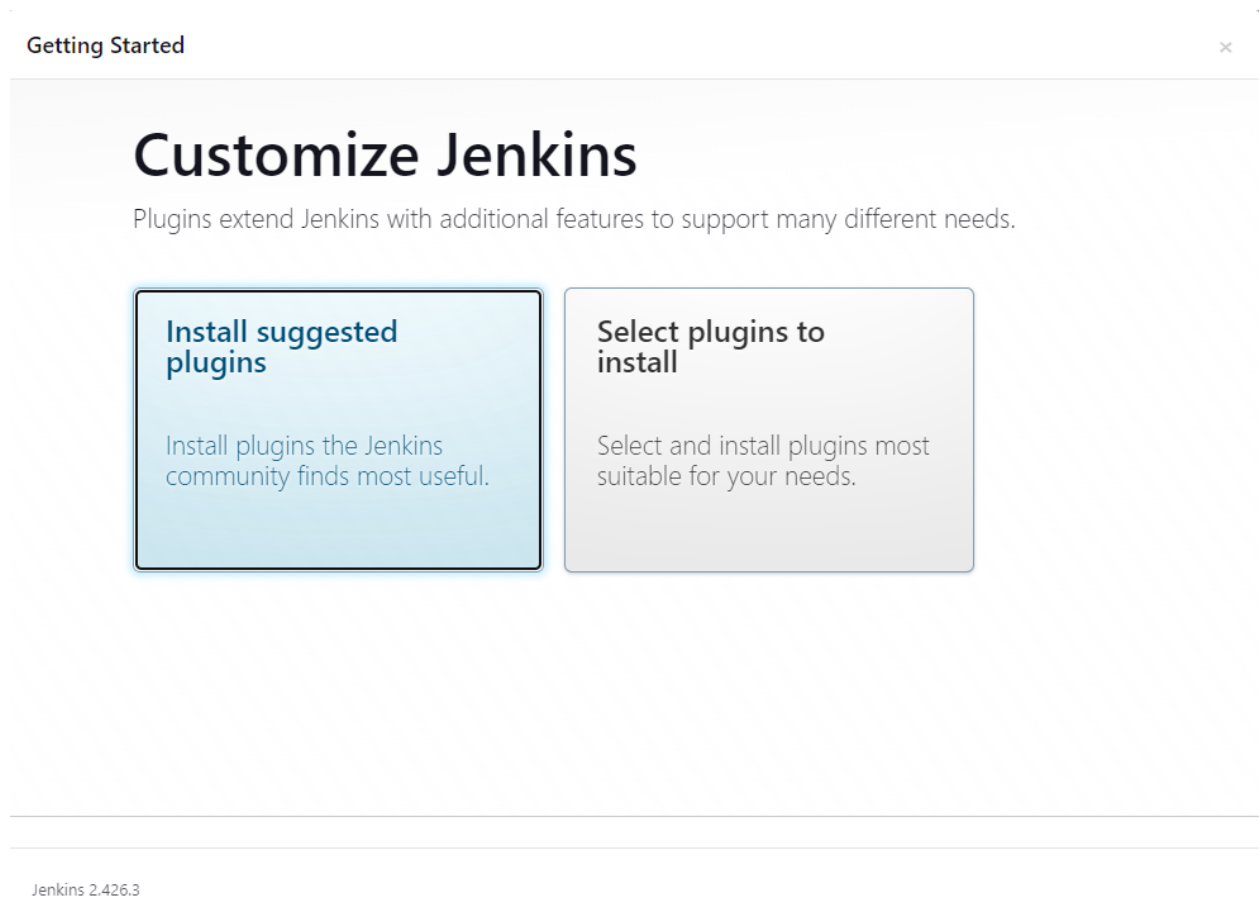 Getting Started
×
Customize Jenkins
Plugins extend Jenkins with additional features to support many different needs.
Install suggested
plugins
Install plugins the Jenkins
community finds most useful.
Select plugins to
install
Select and install plugins most
suitable for your needs.
Jenkins 2.426.3